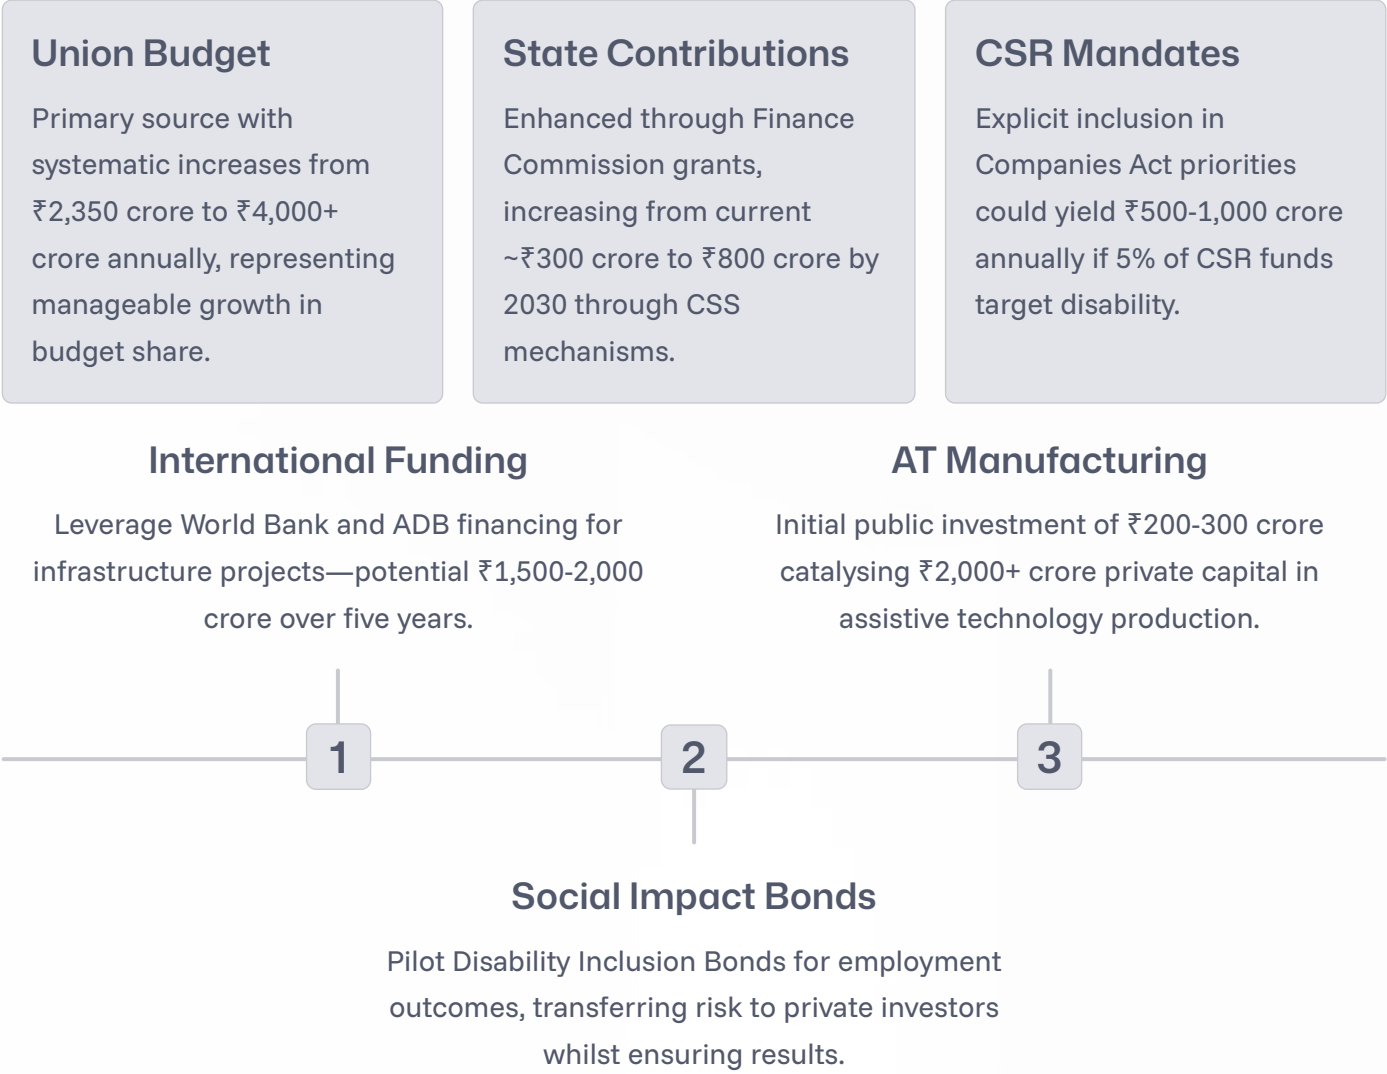 Union Budget
Primary source with
systematic increases from
₹2,350 crore to ₹4,000+
crore annually, representing
manageable growth in
budget share.
State Contributions
Enhanced through Finance
Commission grants,
increasing from current
~₹300 crore to ₹800 crore by
2030 through CSS
mechanisms.
CSR Mandates
Explicit inclusion in
Companies Act priorities
could yield ₹500-1,000 crore
annually if 5% of CSR funds
target disability.
International Funding
Leverage World Bank and ADB financing for
infrastructure projects—potential ₹1,500-2,000
crore over five years.
AT Manufacturing
Initial public investment of ₹200-300 crore
catalysing ₹2,000+ crore private capital in
assistive technology production.
1
2
3
Social Impact Bonds
Pilot Disability Inclusion Bonds for employment
outcomes, transferring risk to private investors
whilst ensuring results.